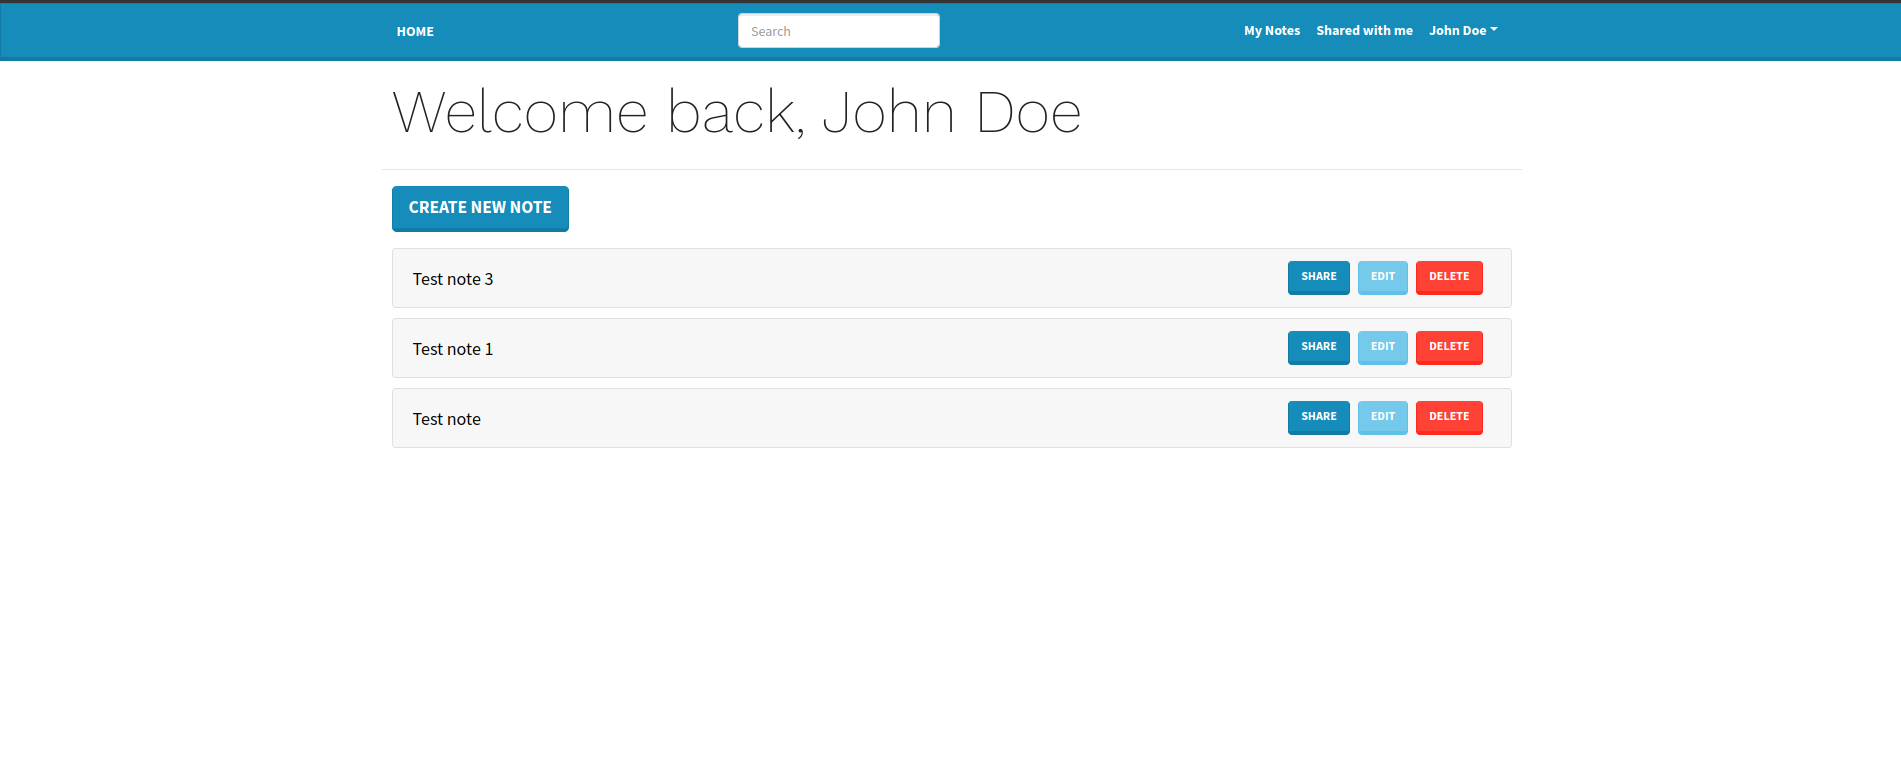 HOME Search My Notes Shared with me John Doe
Welcome back, John Doe
CREATE NEW NOTE
Test note 3 SHARE EDIT DELETE
Test note 1 SHARE EDIT DELETE
Test note SHARE EDIT DELETE